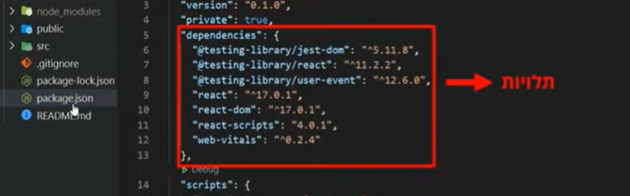 node_modules
public
src
.gitignore
package-lock.json
package.json
README.md
"version": "0.1.0",
4 "private": true,
5 "dependencies": {
6 "@testing-library/jest-dom": "^5.11.8",
7 "@testing-library/react": "^11.2.2",
8 "@testing-library/user-event": "^12.6.0",
9 "react": "^17.0.1",
10 "react-dom": "^17.0.1",
11 "react-scripts": "4.0.1",
12 "web-vitals": "^0.2.4"
13 },
Debug
14 "scripts": {
תלויות